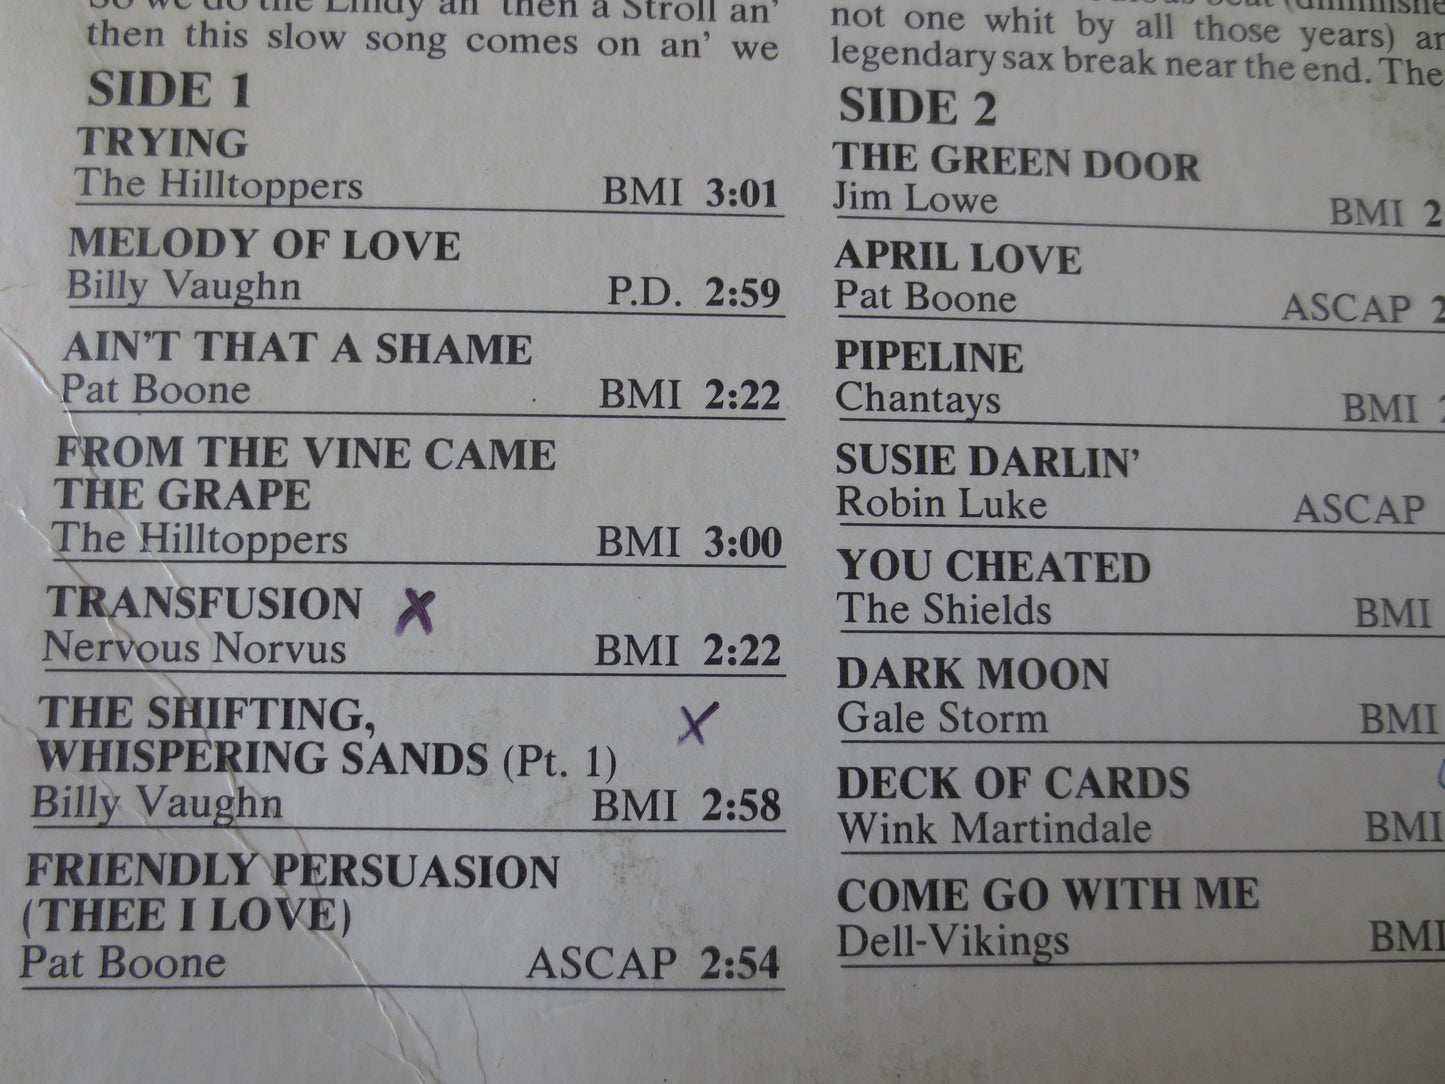 So we do the Lindy an' then a Stroll an'
then this slow song comes on an' we
SIDE 1
TRYING
The Hilltoppers BMI 3:01
MELODY OF LOVE
Billy Vaughn P.D. 2:59
AIN'T THAT A SHAME
Pat Boone BMI 2:22
FROM THE VINE CAME
THE GRAPE
The Hilltoppers BMI 3:00
TRANSFUSION X
Nervous Norvus BMI 2:22
THE SHIFTING, X
WHISPERING SANDS (Pt. 1)
Billy Vaughn BMI 2:58
FRIENDLY PERSUASION
(THEE I LOVE)
Pat Boone ASCAP 2:54
not one whit by all those years)
legendary sax break near the end. The
SIDE 2
THE GREEN DOOR
Jim Lowe BMI 2
APRIL LOVE
Pat Boone ASCAP 2
PIPELINE
Chantays BMI
SUSIE DARLIN'
Robin Luke ASCAP
YOU CHEATED
The Shields BMI
DARK MOON
Gale Storm BMI
DECK OF CARDS
Wink Martindale BMI
COME GO WITH ME
Dell-Vikings BMI